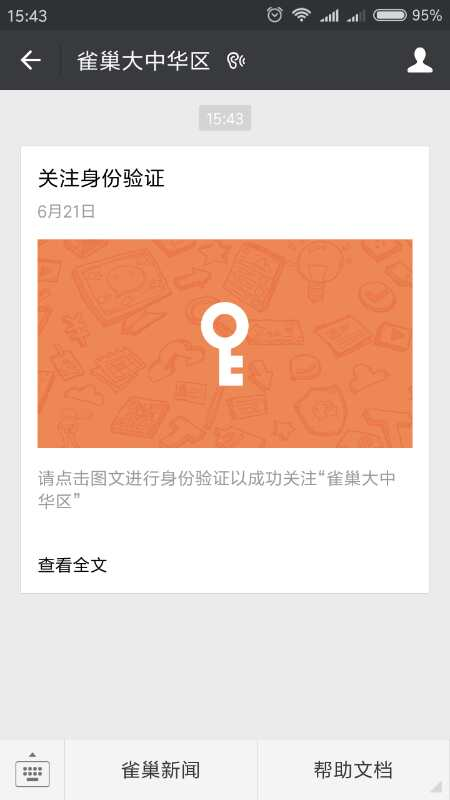 15:43
95%
雀巢大中华区
15:43
关注身份验证
6月21日
请点击图文进行身份验证以成功关注“雀巢大中
华区”
查看全文
雀巢新闻
帮助文档